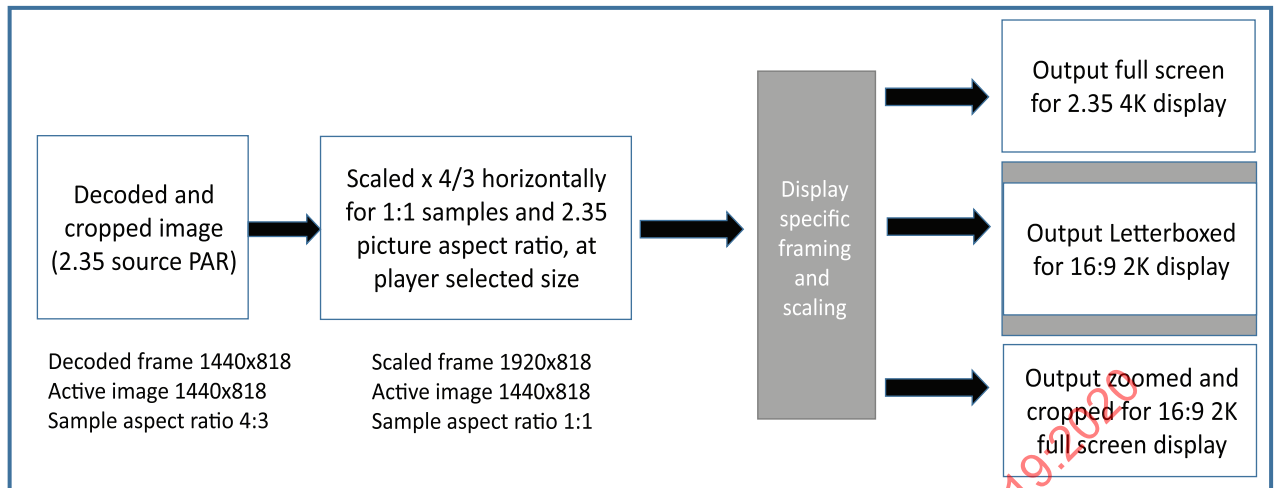 Decoded and
cropped image
(2.35 source PAR)
Decoded frame 1440x818
Active image 1440x818
Sample aspect ratio 4:3
Scaled x 4/3 horizontally
for 1:1 samples and 2.35
picture aspect ratio, at
player selected size
Scaled frame 1920x818
Active image 1440x818
Sample aspect ratio 1:1
Display
specific
framing
and
scaling
Output full screen
for 2.35 4K display
Output Letterboxed
for 16:9 2K display
Output zoomed and
cropped for 16:9 2K
full screen display
19:2020